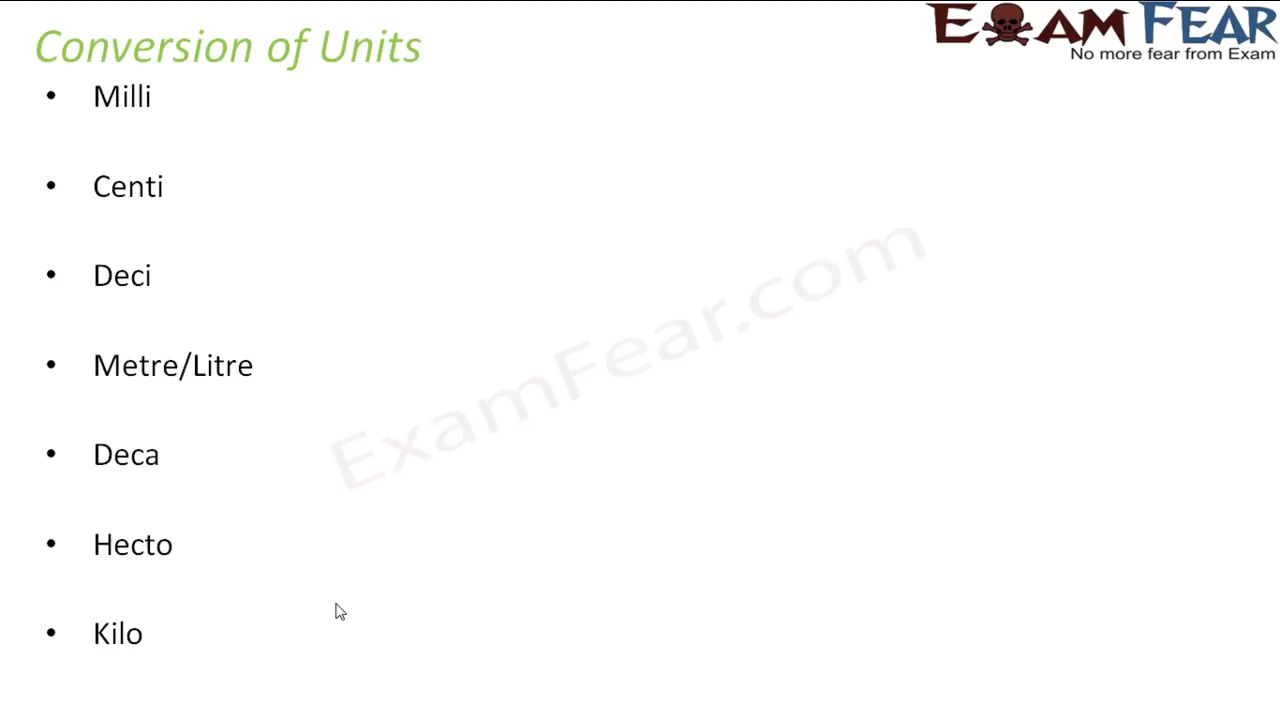 Conversion of Units
EXAM FEAR
No more fear from Exam
• Milli
• Centi
• Deci
• Metre/Litre
• Deca
• Hecto
• Kilo
ExamFear.com